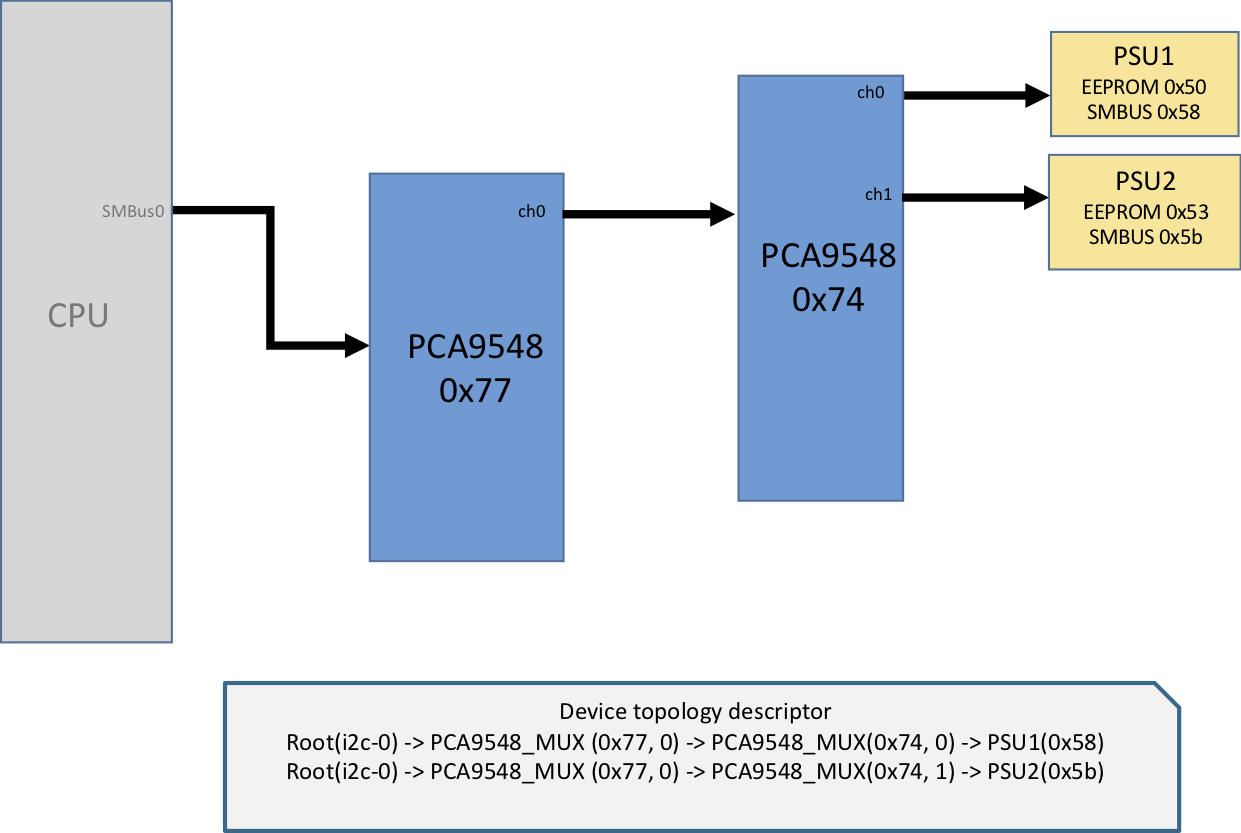 SMBus0
CPU
ch0
PCA9548
0x77
ch0
ch1
PCA9548
0x74
PSU1
EEPROM 0x50
SMBUS 0x58
PSU2
EEPROM 0x53
SMBUS 0x5b
Device topology descriptor
Root(i2c-0) -> PCA9548_MUX (0x77, 0) -> PCA9548_MUX(0x74, 0) -> PSU1(0x58)
Root(i2c-0) -> PCA9548_MUX (0x77, 0) -> PCA9548_MUX(0x74, 1) -> PSU2(0x5b)